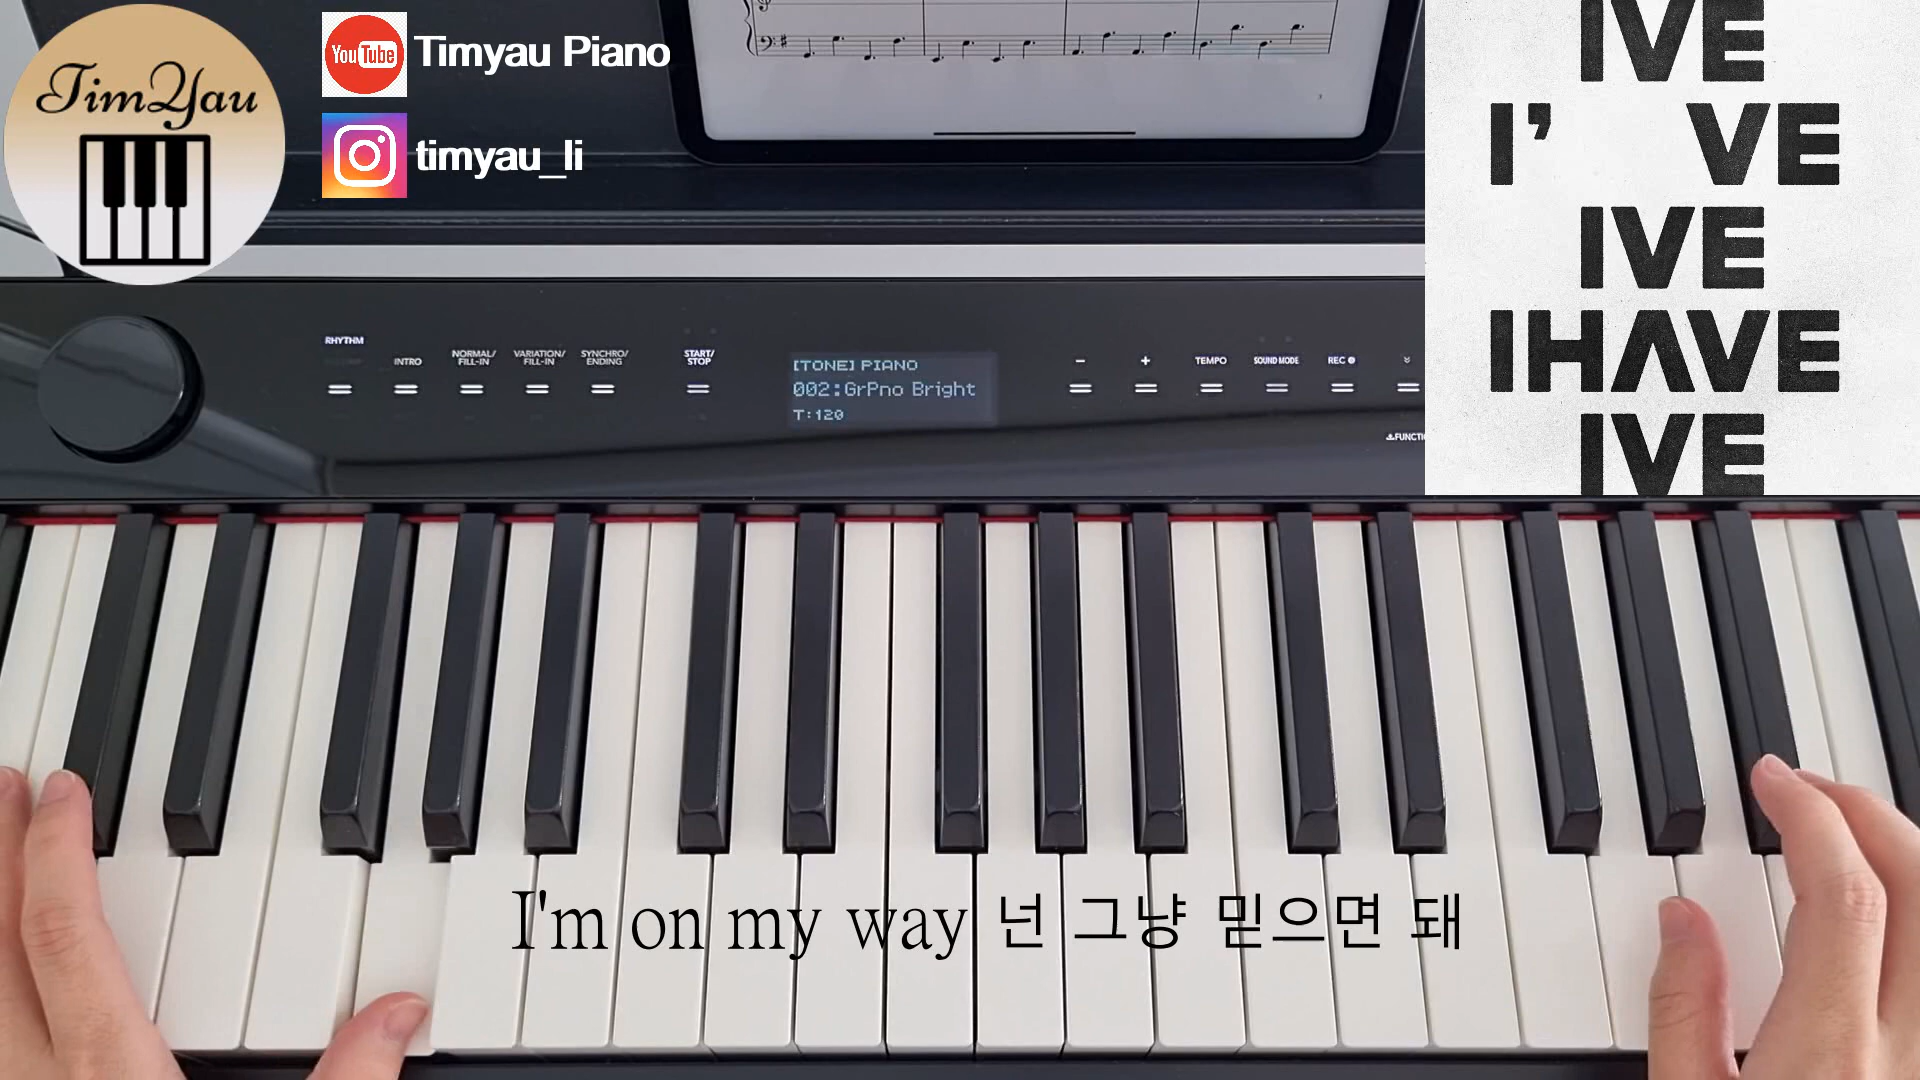 TimYau
YouTube
Timyau Piano
timyau_li
IVE
I' VE
IVE
IHAVE
IVE
RHYTHM
INTRO
NORMAL/
FILL-IN
VARIATION/
FILL-IN
SYNCHRO/
ENDING
START/
STOP
[TONE] PIANO
002:GrPno Bright
T:120
-
+
TEMPO
SOUND MODE
REC
FUNCTIO
I'm on my way 넌 그냥 믿으면 돼